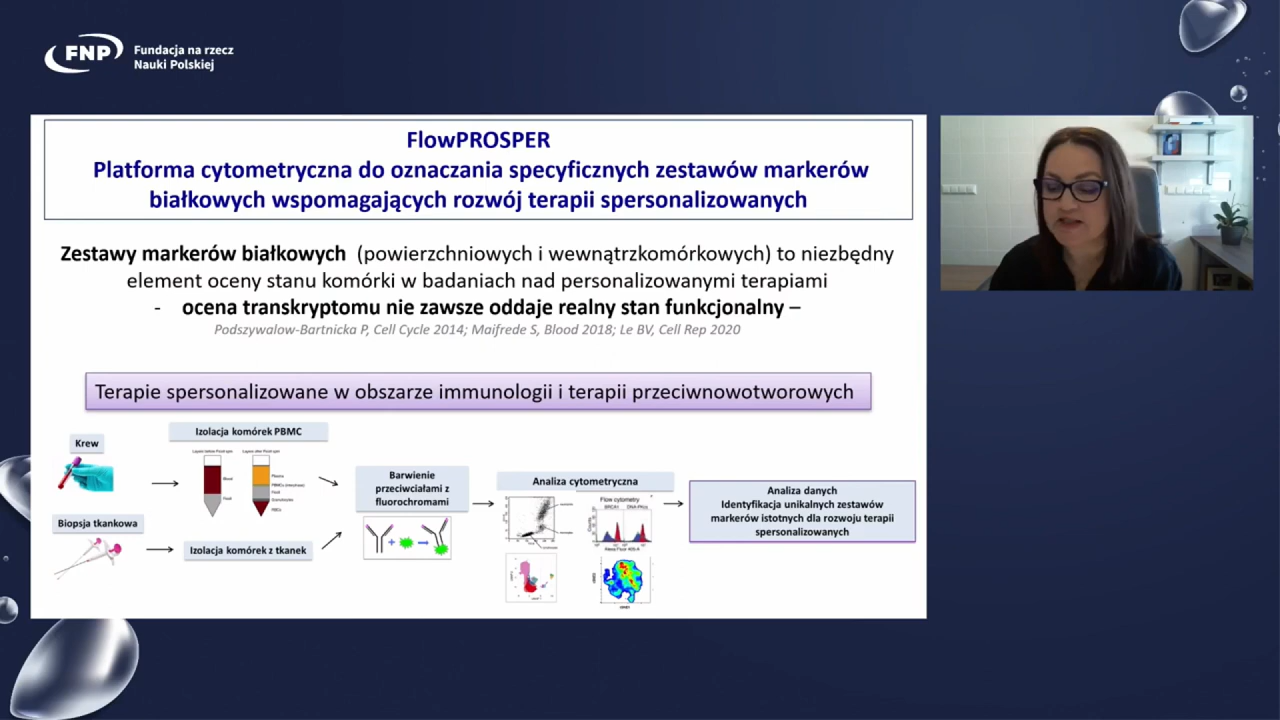 FNP
Fundacja na rzecz
Nauki Polskiej
FlowPROSPER
Platforma cytometryczna do oznaczania specyficznych zestawów markerów
białkowych wspomagających rozwój terapii spersonalizowanych
Zestawy markerów białkowych (powierzchniowych i wewnątrzkomórkowych) to niezbędny
element oceny stanu komórki w badaniach nad personalizowanymi terapiami
- ocena transkryptomu nie zawsze oddaje realny stan funkcjonalny –
Podszywalow-Bartnicka P, Cell Cycle 2014; Maifrede S, Blood 2018; Le BV, Cell Rep 2020
Terapie spersonalizowane w obszarze immunologii i terapii przeciwnowotworowych
Krew
Izolacja komórek PBMC
Biopsja tkankowa
Izolacja komórek z tkanek
Barwienie
przeciwciałami z
fluorochromami
Analiza cytometryczna
Flow cytometry
BRCA1 DNA-PKcs
Analiza danych
Identyfikacja unikalnych zestawów
markerów istotnych dla rozwoju terapii
spersonalizowanych